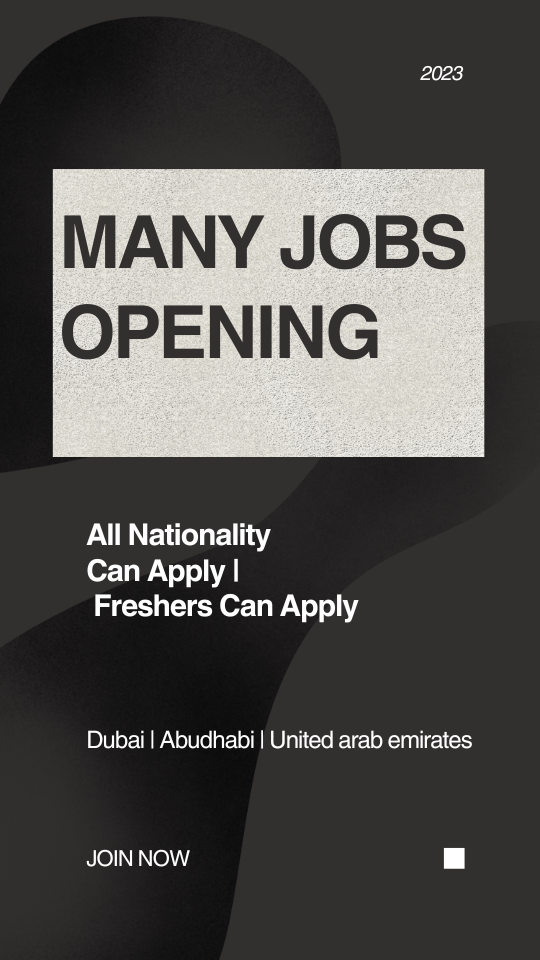 2023
MANY JOBS
OPENING
All Nationality
Can Apply |
Freshers Can Apply
Dubai | Abudhabi | United arab emirates
JOIN NOW